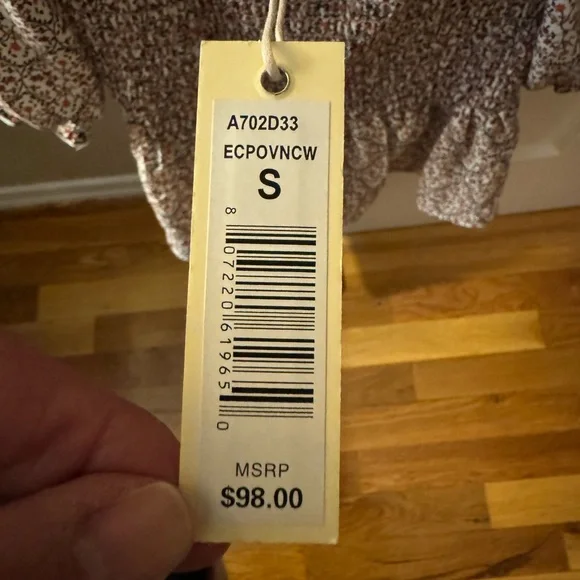 A702D33
ECPOVNCW
S
8 07220 61965 0
MSRP
$98.00